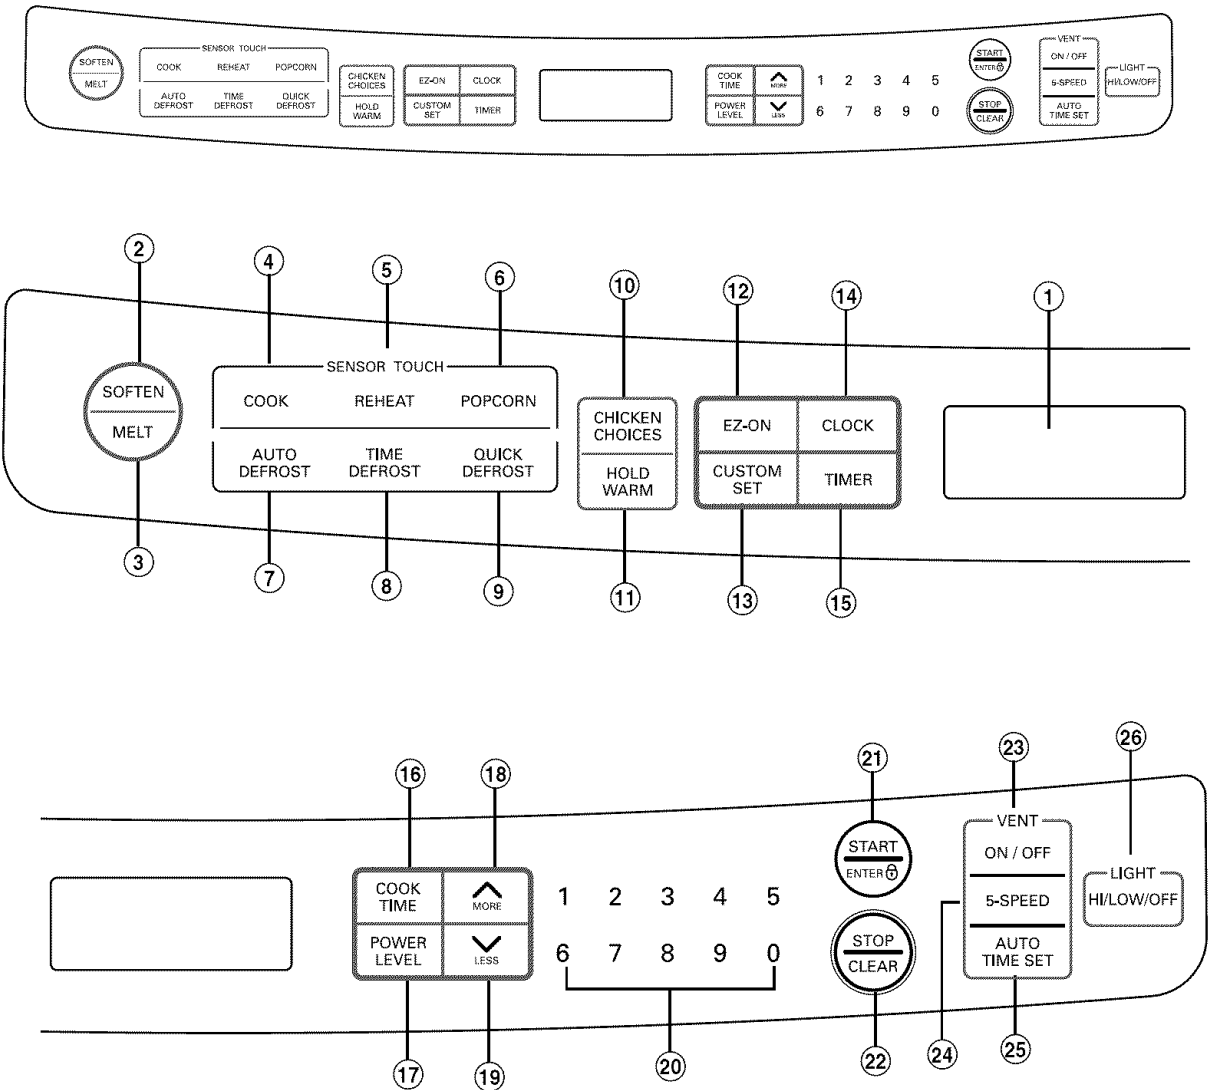 SOFTEN
MELT
SENSOR TOUCH
COOK REHEAT POPCORN
AUTO DEFROST TIME DEFROST QUICK DEFROST
CHICKEN CHOICES
HOLD WARM
EZ-ON CLOCK
CUSTOM SET TIMER
COOK TIME MORE
POWER LEVEL LESS
1 2 3 4 5
6 7 8 9 0
START
ENTER
STOP
CLEAR
VENT
ON / OFF
5-SPEED
AUTO
TIME SET
LIGHT
HI/LOW/OFF
2 4 5 6 10 12 14 1
SENSOR TOUCH
SOFTEN
MELT
COOK REHEAT POPCORN
AUTO DEFROST TIME DEFROST QUICK DEFROST
CHICKEN
CHOICES
HOLD
WARM
EZ-ON CLOCK
CUSTOM SET TIMER
3 7 8 9 11 13 15
16 18 21 23 26
COOK TIME MORE
POWER LEVEL LESS
1 2 3 4 5
6 7 8 9 0
START
ENTER
STOP
CLEAR
VENT
ON / OFF
5-SPEED
AUTO
TIME SET
LIGHT
HI/LOW/OFF
17 19 20 22 24 25